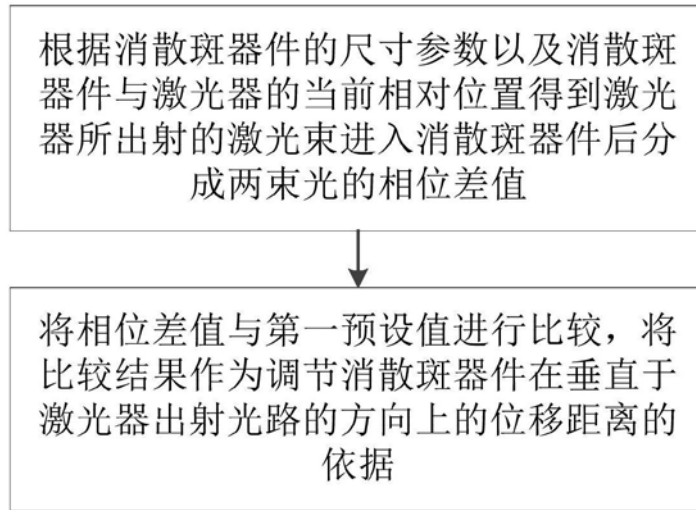 根据消散斑器件的尺寸参数以及消散斑
器件与激光器的当前相对位置得到激光
器所出射的激光束进入消散斑器件后分
成两束光的相位差值
将相位差值与第一预设值进行比较，将
比较结果作为调节消散斑器件在垂直于
激光器出射光路的方向上的位移距离的
依据